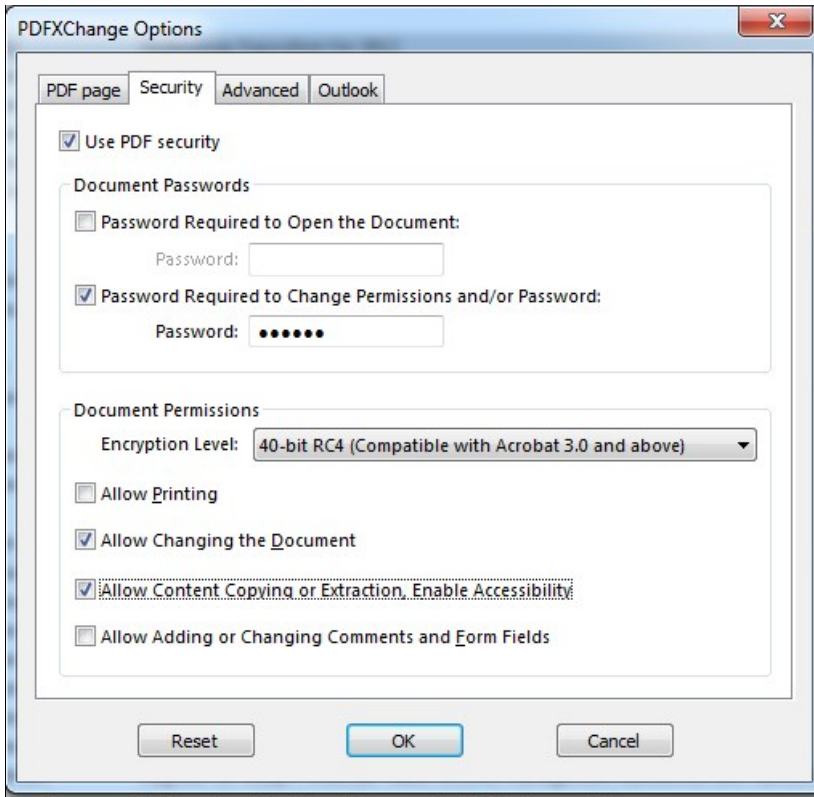 PDFXChange Options
PDF page Security Advanced Outlook
Use PDF security
Document Passwords
Password Required to Open the Document:
Password:
Password Required to Change Permissions and/or Password:
Password: ●●●●●●
Document Permissions
Encryption Level: 40-bit RC4 (Compatible with Acrobat 3.0 and above)
Allow Printing
Allow Changing the Document
Allow Content Copying or Extraction, Enable Accessibility
Allow Adding or Changing Comments and Form Fields
Reset OK Cancel